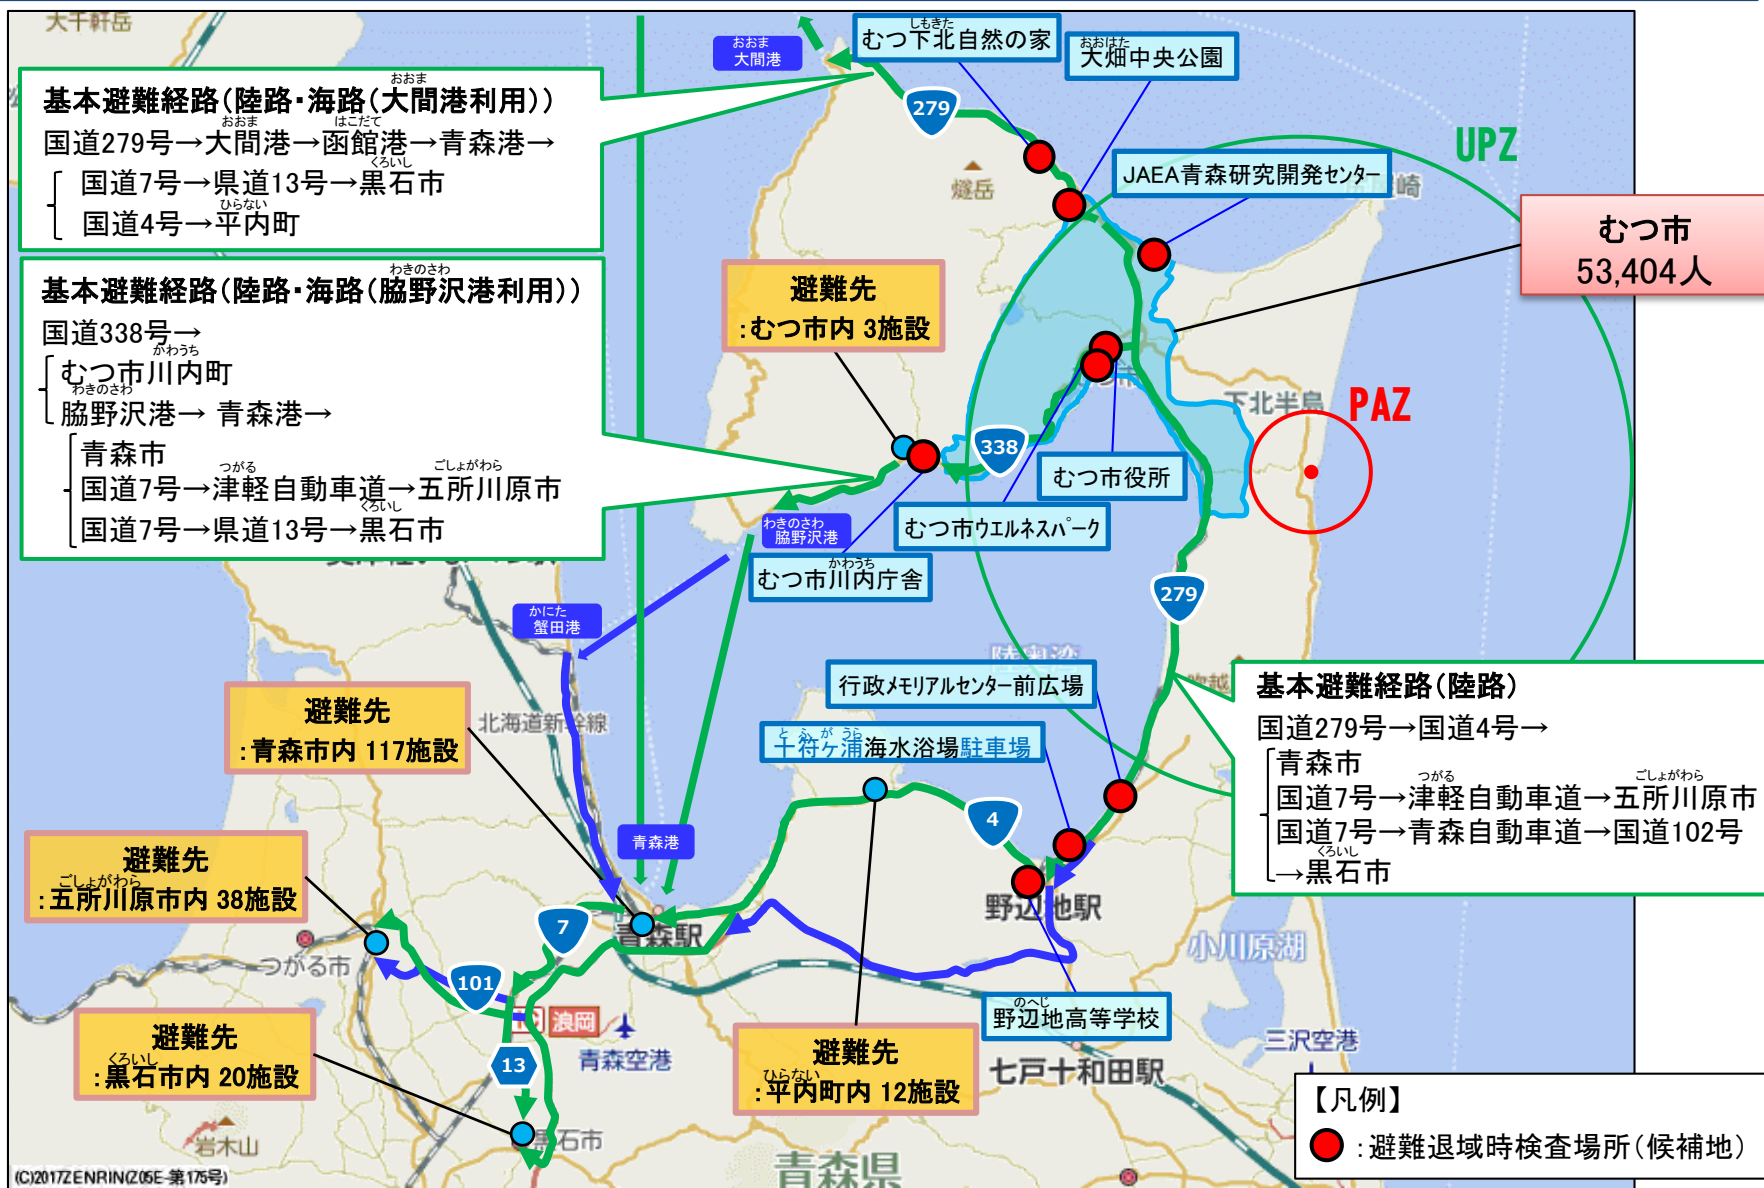 大千軒岳
おおま
大間港
しもきた
むつ下北自然の家
おおはた
大畑中央公園
おおま
基本避難経路(陸路・海路(大間港利用))
おおま はこだて
国道279号→大間港→函館港→青森港→
くろいし
国道7号→県道13号→黒石市
ひらない
国道4号→平内町
279
UPZ
燧岳
JAEA青森研究開発センター
崎
むつ市
53,404人
わきのさわ
基本避難経路(陸路・海路(脇野沢港利用))
国道338号→
かわうち
むつ市川内町
わきのさわ
脇野沢港→ 青森港→
青森市
つがる ごしょがわら
国道7号→津軽自動車道→五所川原市
くろいし
国道7号→県道13号→黒石市
避難先
:むつ市内 3施設
下北半島
PAZ
338
むつ市役所
むつ市ウエルネスパーク
わきのさわ
脇野沢港
かわうち
むつ市川内庁舎
279
かにた
蟹田港
陸奥湾
行政メモリアルセンター前広場
とふがうら
十符ヶ浦海水浴場駐車場
基本避難経路(陸路)
国道279号→国道4号→
青森市
つがる ごしょがわら
国道7号→津軽自動車道→五所川原市
国道7号→青森自動車道→国道102号
くろいし
→黒石市
避難先
:青森市内 117施設
北海道新幹線
青森港
4
避難先
ごしょがわら
:五所川原市内 38施設
7
青森駅
野辺地駅
小川原湖
つがる市
101
浪岡
青森空港
のへじ
野辺地高等学校
避難先
くろいし
:黒石市内 20施設
13
避難先
ひらない
:平内町内 12施設
七戸十和田駅
三沢空港
黒石市
岩木山
青森県
【凡例】
:避難退域時検査場所(候補地)
(C)2017ZENRIN(Z05E-第175号)